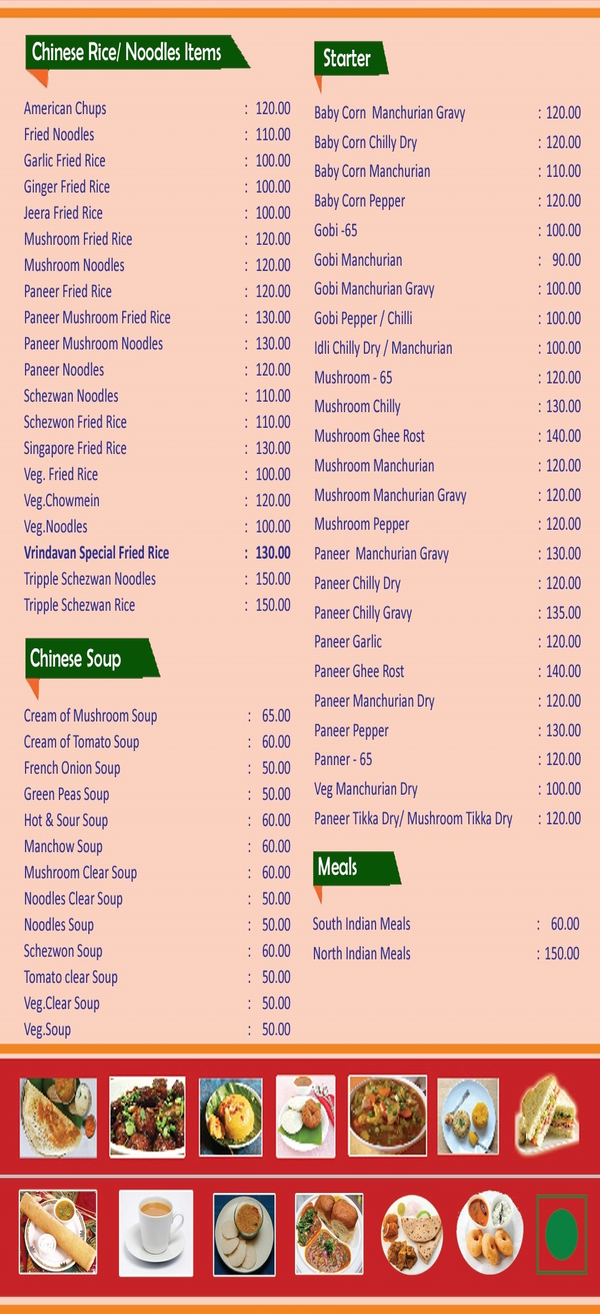 Chinese Rice/ Noodles Items
American Chups : 120.00
Fried Noodles : 110.00
Garlic Fried Rice : 100.00
Ginger Fried Rice : 100.00
Jeera Fried Rice : 100.00
Mushroom Fried Rice : 120.00
Mushroom Noodles : 120.00
Paneer Fried Rice : 120.00
Paneer Mushroom Fried Rice : 130.00
Paneer Mushroom Noodles : 130.00
Paneer Noodles : 120.00
Schezwan Noodles : 110.00
Schezwon Fried Rice : 110.00
Singapore Fried Rice : 130.00
Veg. Fried Rice : 100.00
Veg.Chowmein : 120.00
Veg.Noodles : 100.00
Vrindavan Special Fried Rice : 130.00
Tripple Schezwan Noodles : 150.00
Tripple Schezwan Rice : 150.00
Chinese Soup
Cream of Mushroom Soup : 65.00
Cream of Tomato Soup : 60.00
French Onion Soup : 50.00
Green Peas Soup : 50.00
Hot & Sour Soup : 60.00
Manchow Soup : 60.00
Mushroom Clear Soup : 60.00
Noodles Clear Soup : 50.00
Noodles Soup : 50.00
Schezwon Soup : 60.00
Tomato clear Soup : 50.00
Veg.Clear Soup : 50.00
Veg.Soup : 50.00
Starter
Baby Corn Manchurian Gravy : 120.00
Baby Corn Chilly Dry : 120.00
Baby Corn Manchurian : 110.00
Baby Corn Pepper : 120.00
Gobi -65 : 100.00
Gobi Manchurian : 90.00
Gobi Manchurian Gravy : 100.00
Gobi Pepper / Chilli : 100.00
Idli Chilly Dry / Manchurian : 100.00
Mushroom - 65 : 120.00
Mushroom Chilly : 130.00
Mushroom Ghee Rost : 140.00
Mushroom Manchurian : 120.00
Mushroom Manchurian Gravy : 120.00
Mushroom Pepper : 120.00
Paneer Manchurian Gravy : 130.00
Paneer Chilly Dry : 120.00
Paneer Chilly Gravy : 135.00
Paneer Garlic : 120.00
Paneer Ghee Rost : 140.00
Paneer Manchurian Dry : 120.00
Paneer Pepper : 130.00
Panner - 65 : 120.00
Veg Manchurian Dry : 100.00
Paneer Tikka Dry/ Mushroom Tikka Dry : 120.00
Meals
South Indian Meals : 60.00
North Indian Meals : 150.00